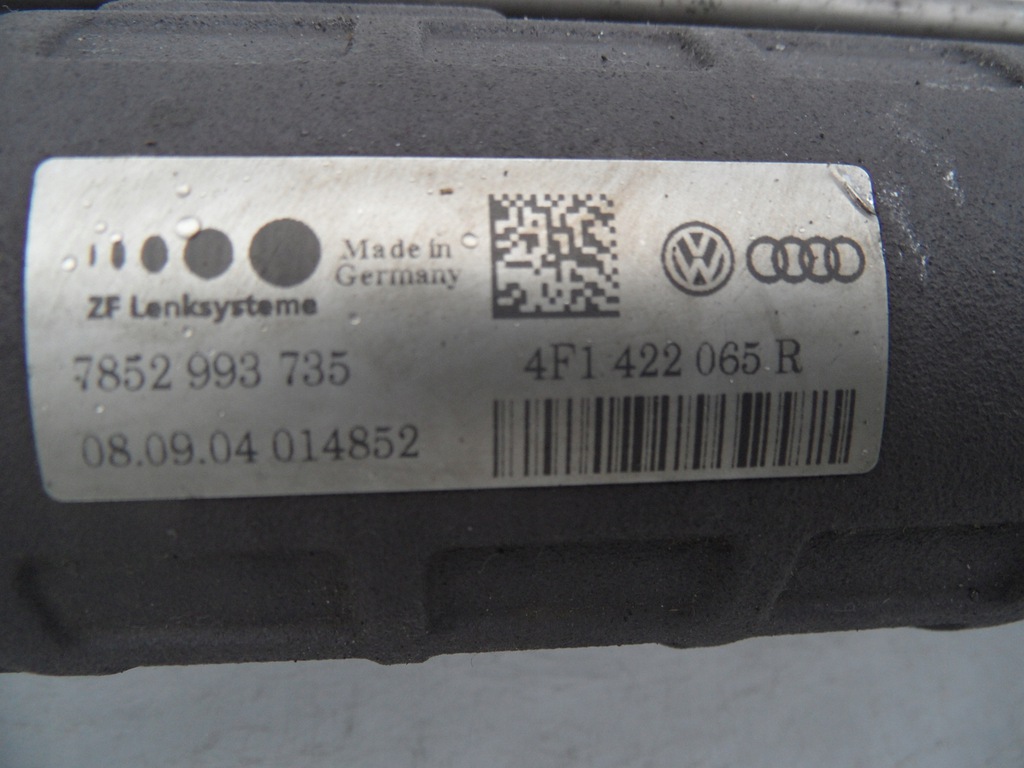 Made in
Germany
ZF Lenksysteme
7852 993 735
4F1 422 065 R
08.09.04 014852